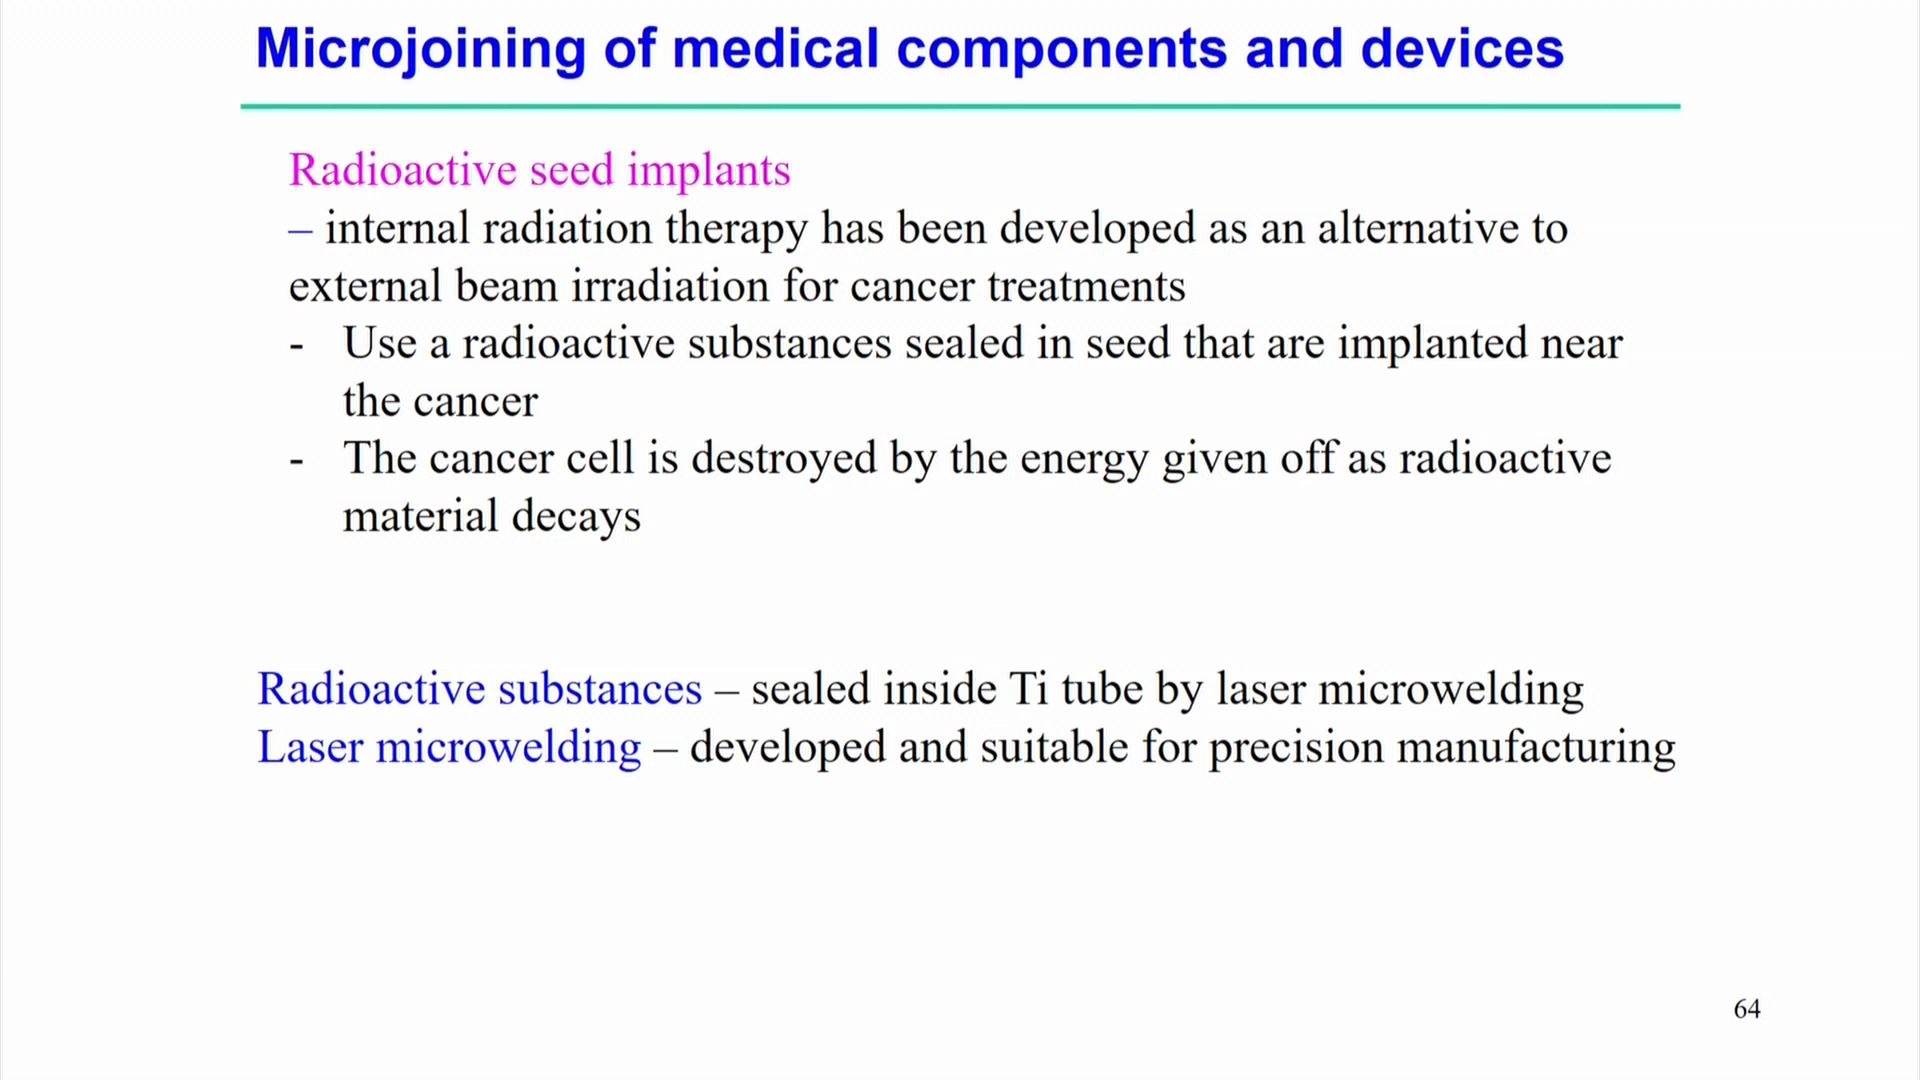 Microjoining of medical components and devices
Radioactive seed implants
– internal radiation therapy has been developed as an alternative to
external beam irradiation for cancer treatments
- Use a radioactive substances sealed in seed that are implanted near
the cancer
- The cancer cell is destroyed by the energy given off as radioactive
material decays
Radioactive substances – sealed inside Ti tube by laser microwelding
Laser microwelding – developed and suitable for precision manufacturing
64